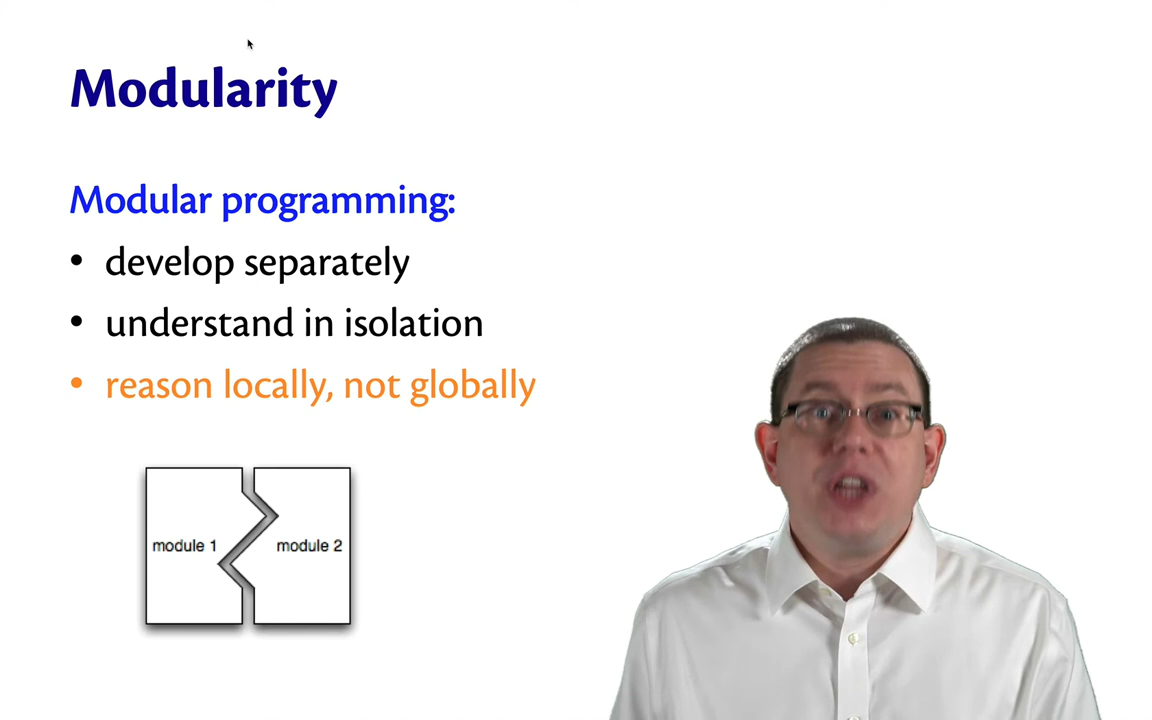 Modularity
Modular programming:
• develop separately
• understand in isolation
• reason locally, not globally
module 1
module 2